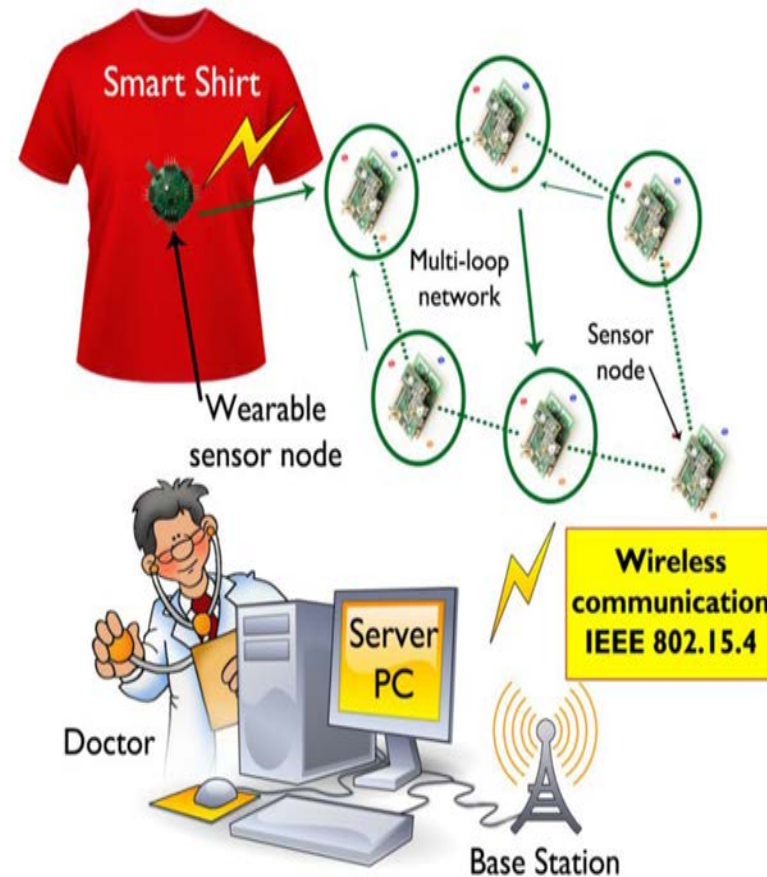 Smart Shirt
Multi-loop
network
Sensor
node
Wearable
sensor node
Wireless
communication
IEEE 802.15.4
Server
PC
Doctor
Base Station